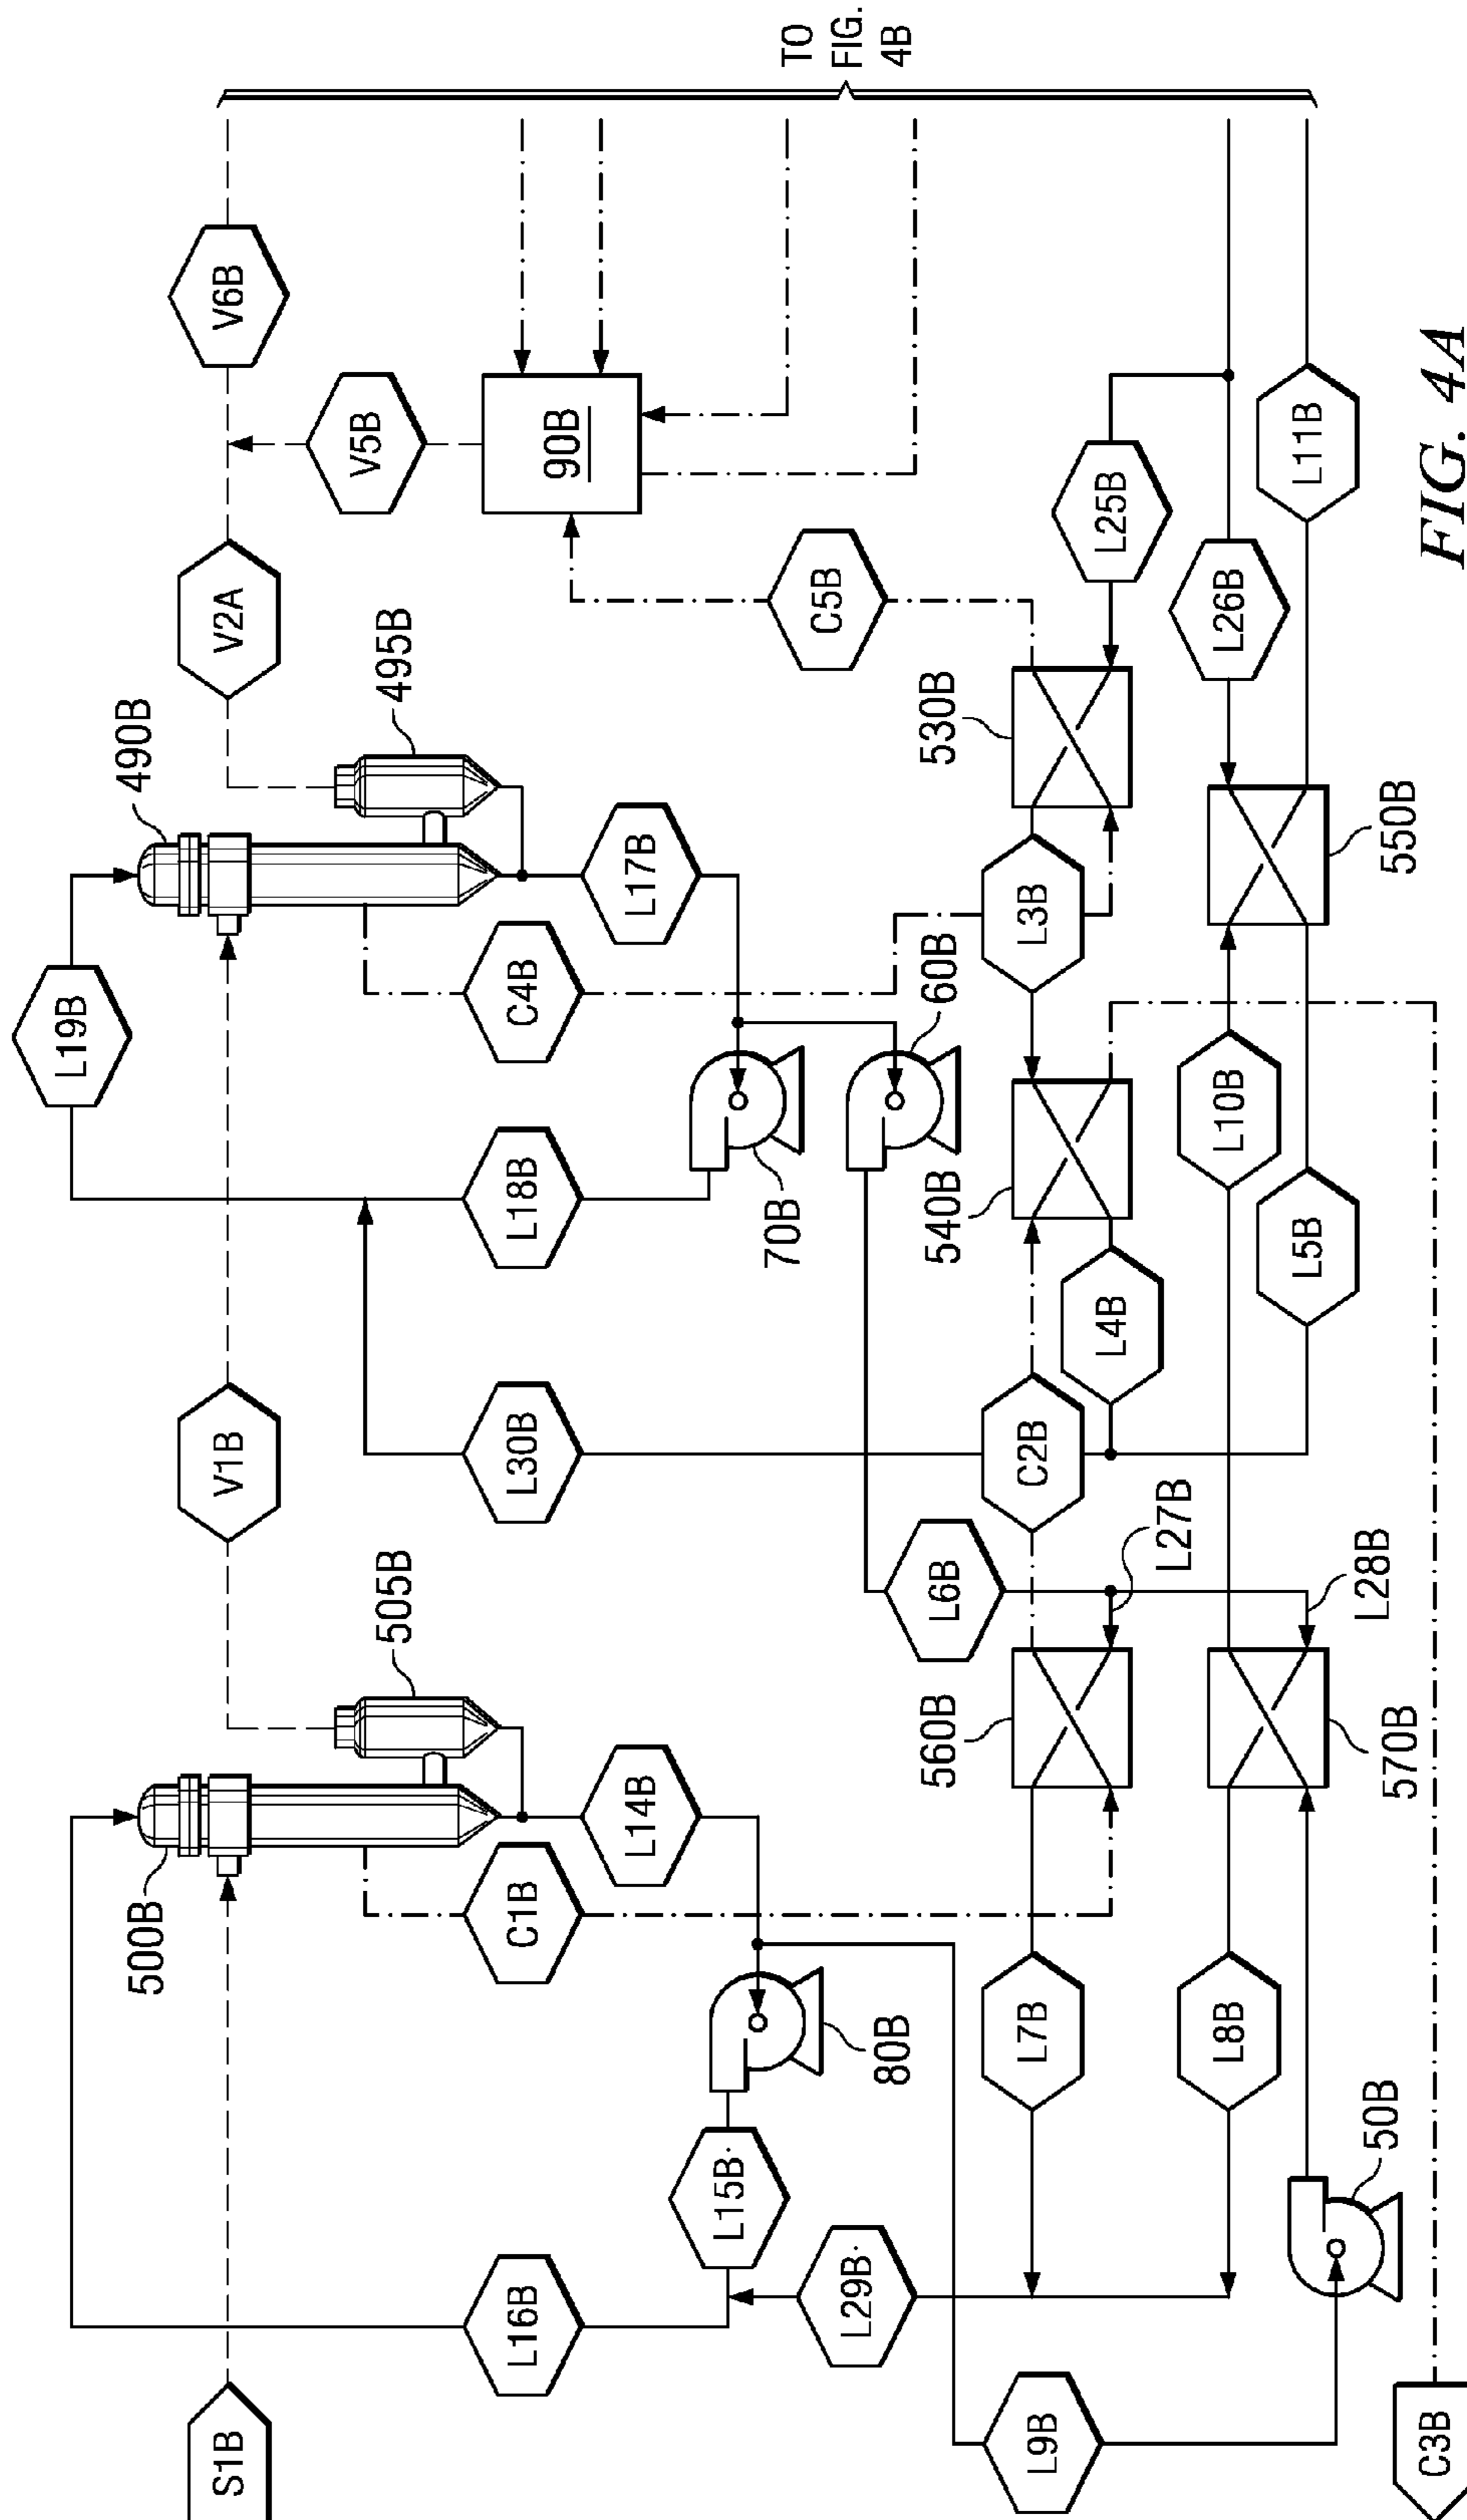 TO
FIG.
4B
V6B
V5B
90B
V2A
C5B
L25B
L26B
L11B
FIG. 4A
490B
495B
530B
550B
L19B
L17B
C4B
L3B
60B
L18B
70B
540B
L10B
L5B
L4B
V1B
L30B
C2B
L27B
L28B
L6B
505B
500B
560B
570B
L14B
C1B
80B
L7B
L8B
50B
L15B
L16B
L29B
L9B
S1B
C3B